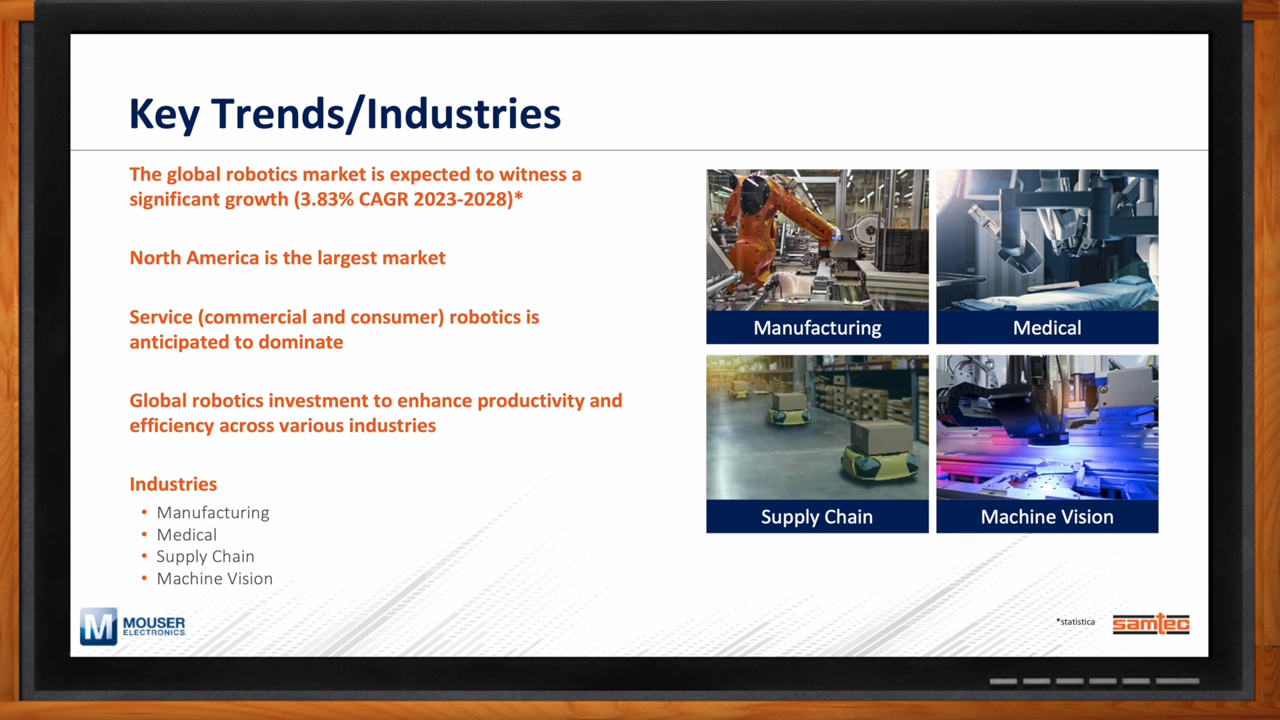 Key Trends/Industries
The global robotics market is expected to witness a
significant growth (3.83% CAGR 2023-2028)*
North America is the largest market
Service (commercial and consumer) robotics is
anticipated to dominate
Global robotics investment to enhance productivity and
efficiency across various industries
Industries
• Manufacturing
• Medical
• Supply Chain
• Machine Vision
KUKA
Manufacturing
Medical
Supply Chain
Machine Vision
M MOUSER
ELECTRONICS
*statistica
samtec